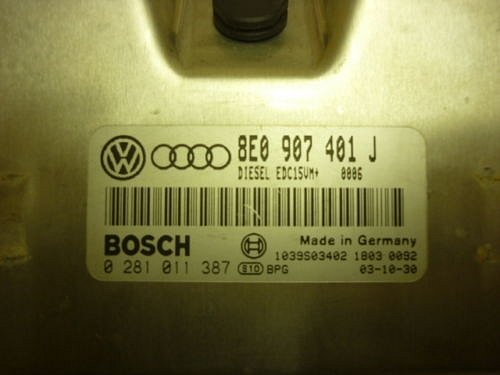 8E0 907 401 J
DIESEL EDC15VM+ 0006
BOSCH
Made in Germany
0 281 011 387
1039S03402 1803 0092
S10 BPG
03-10-30